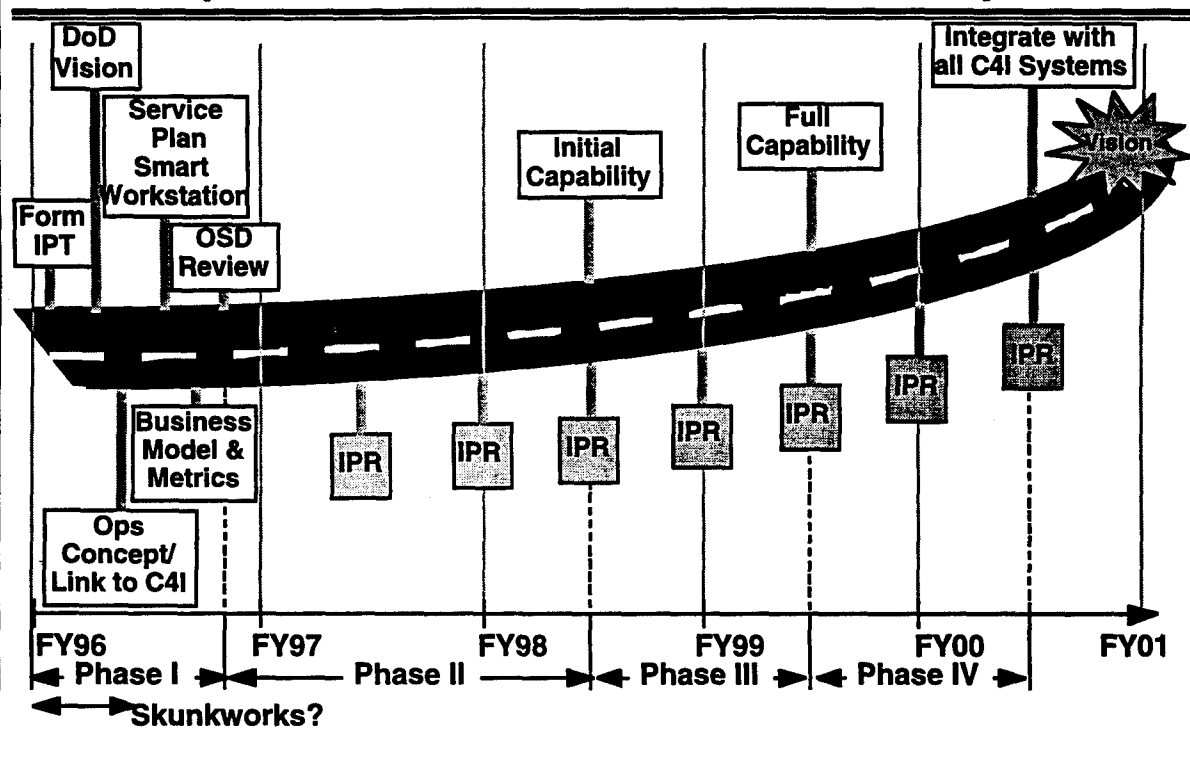 DoD
Vision
Integrate with
all C4I Systems
Service
Plan
Smart
Workstation
Full
Capability
Initial
Capability
Vision
Form
IPT
OSD
Review
IPR
IPR
IPR
IPR
IPR
IPR
IPR
Business
Model &
Metrics
Ops
Concept/
Link to C4I
FY96
FY97
FY98
FY99
FY00
FY01
Phase I
Phase II
Phase III
Phase IV
Skunkworks?